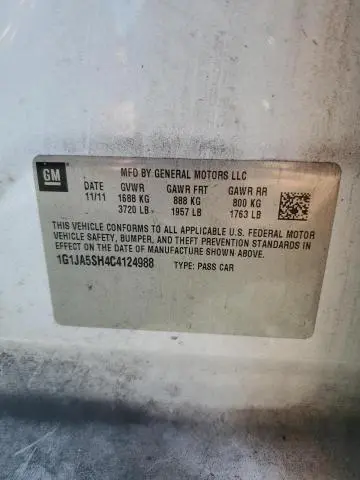 GM
MFD BY GENERAL MOTORS LLC
DATE GVWR GAWR FRT GAWR RR
11/11 1688 KG 888 KG 800 KG
3720 LB 1957 LB 1763 LB
THIS VEHICLE CONFORMS TO ALL APPLICABLE U.S. FEDERAL MOTOR
VEHICLE SAFETY, BUMPER, AND THEFT PREVENTION STANDARDS IN
EFFECT ON THE DATE OF MANUFACTURE SHOWN ABOVE.
1G1JA5SH4C4124988 TYPE: PASS CAR